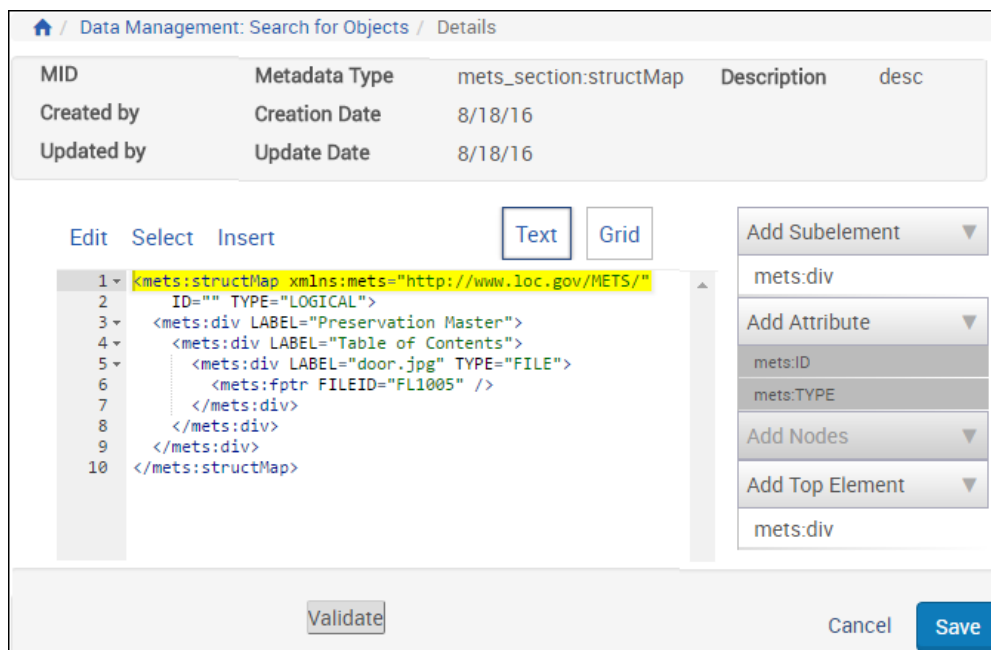 / Data Management: Search for Objects / Details
MID Metadata Type mets_section:structMap Description desc
Created by Creation Date 8/18/16
Updated by Update Date 8/18/16
Edit Select Insert Text Grid
1 <mets:structMap xmlns:mets="http://www.loc.gov/METS/"
2 ID="" TYPE="LOGICAL">
3 <mets:div LABEL="Preservation Master">
4 <mets:div LABEL="Table of Contents">
5 <mets:div LABEL="door.jpg" TYPE="FILE">
6 <mets:fptr FILEID="FL1005" />
7 </mets:div>
8 </mets:div>
9 </mets:div>
10 </mets:structMap>
Add Subelement
mets:div
Add Attribute
mets:ID
mets:TYPE
Add Nodes
Add Top Element
mets:div
Validate
Cancel Save